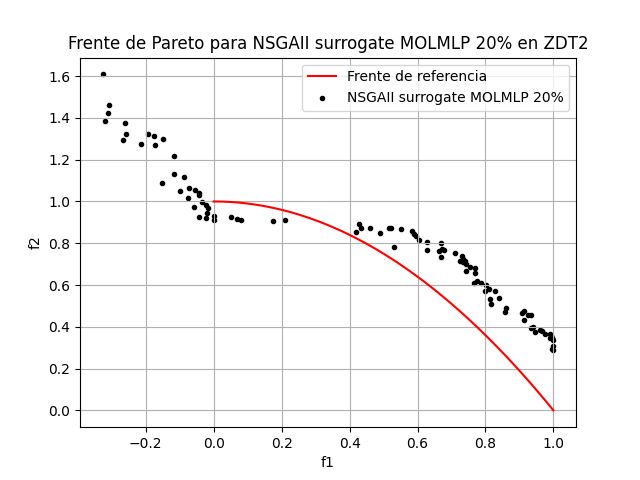 Frente de Pareto para NSGAII surrogate MOLMLP 20% en ZDT2
Frente de referencia
NSGAII surrogate MOLMLP 20%
1.6
1.4
1.2
1.0
0.8
0.6
0.4
0.2
0.0
f2
−0.2 0.0 0.2 0.4 0.6 0.8 1.0
f1